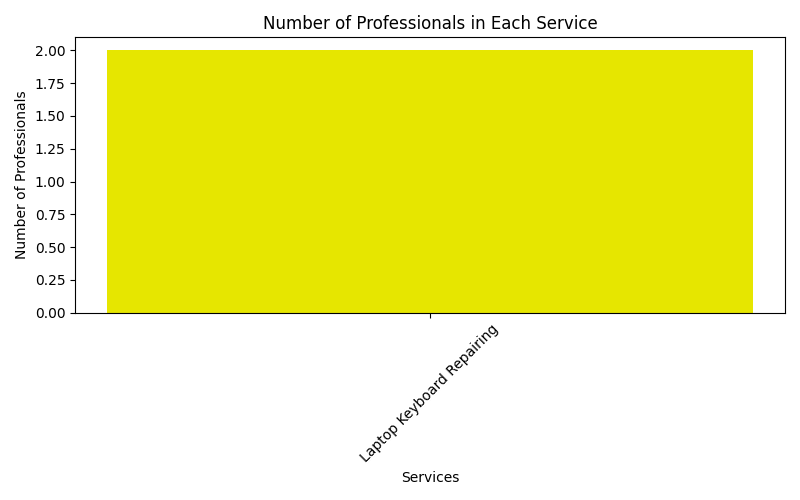 Number of Professionals in Each Service
Number of Professionals
2.00
1.75
1.50
1.25
1.00
0.75
0.50
0.25
0.00
Laptop Keyboard Repairing
Services